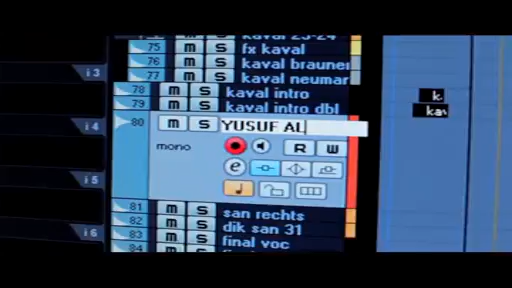 kaval 23-24
75 m S fx kaval
i 3
76 m S kaval brauner
77 m S kaval neumar
78 m S kaval intro
79 m S kaval intro dbl
k.
kav
i 4
80 m S YUSUF AL
mono R W
e
i 5
81 m S san rechts
82 m S dik san 31
i 6
83 m S final voc
84 m S